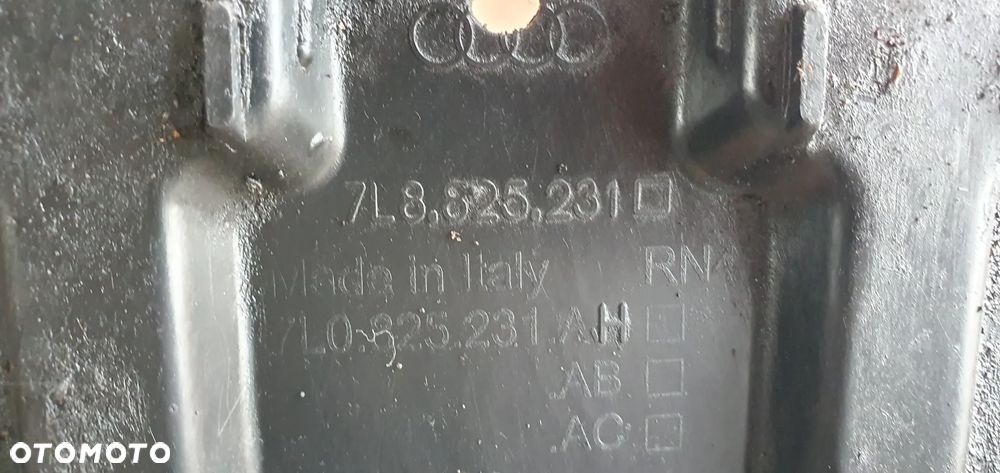 7L8.825.231
Made in Italy RN
7L0.825.231.AH
.AB
.AC
OTOMOTO